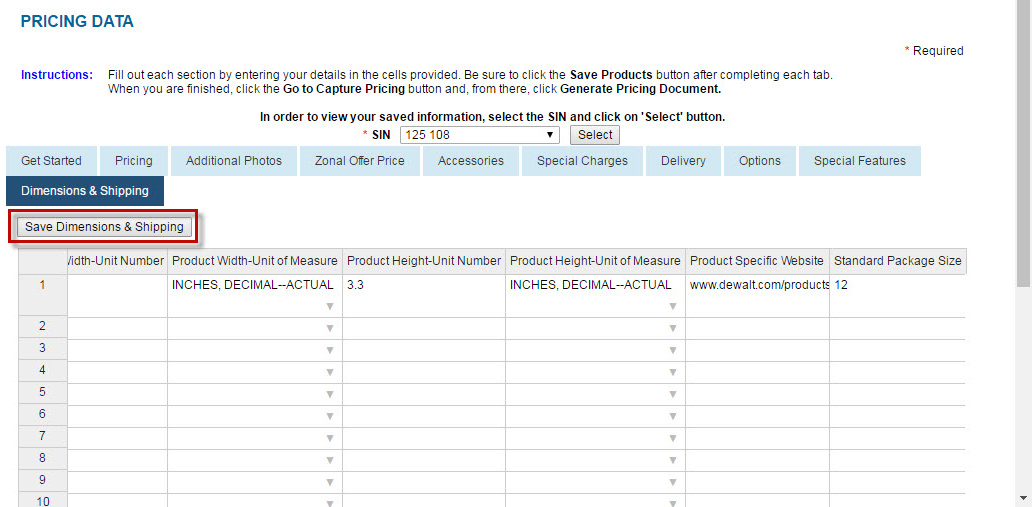 PRICING DATA
* Required
Instructions: Fill out each section by entering your details in the cells provided. Be sure to click the Save Products button after completing each tab.
When you are finished, click the Go to Capture Pricing button and, from there, click Generate Pricing Document.
In order to view your saved information, select the SIN and click on 'Select' button.
* SIN 125 108 Select
Get Started Pricing Additional Photos Zonal Offer Price Accessories Special Charges Delivery Options Special Features
Dimensions & Shipping
Save Dimensions & Shipping
Width-Unit Number Product Width-Unit of Measure Product Height-Unit Number Product Height-Unit of Measure Product Specific Website Standard Package Size
1 INCHES, DECIMAL--ACTUAL 3.3 INCHES, DECIMAL--ACTUAL www.dewalt.com/products 12
2
3
4
5
6
7
8
9
10